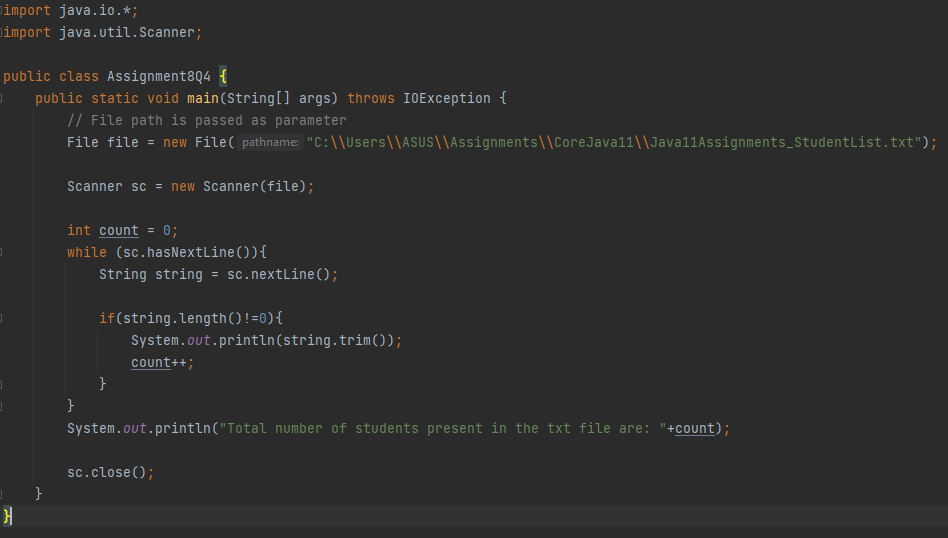 import java.io.*;
import java.util.Scanner;
public class Assignment8Q4 {
public static void main(String[] args) throws IOException {
// File path is passed as parameter
File file = new File( pathname: "C:\\Users\\ASUS\\Assignments\\CoreJava11\\Java11Assignments_StudentList.txt");
Scanner sc = new Scanner(file);
int count = 0;
while (sc.hasNextLine()){
String string = sc.nextLine();
if(string.length()!=0){
System.out.println(string.trim());
count++;
}
}
System.out.println("Total number of students present in the txt file are: "+count);
sc.close();
}
}